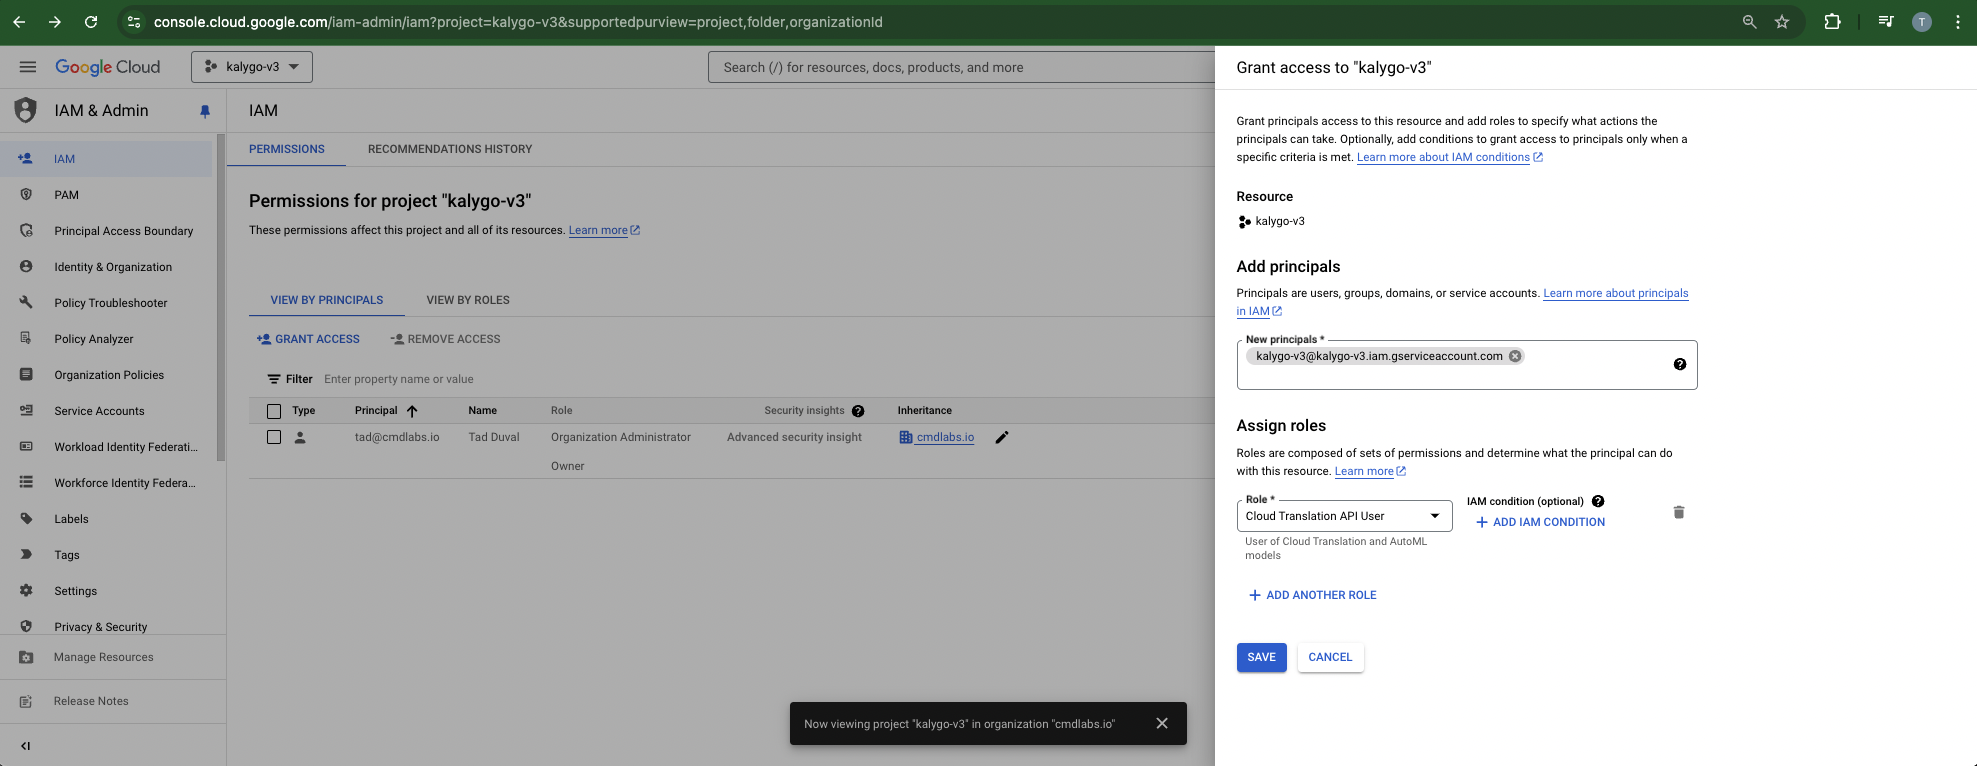 console.cloud.google.com/iam-admin/iam?project=kalygo-v3&supportedpurview=project,folder,organizationId
T
Google Cloud
kalygo-v3
Search (/) for resources, docs, products, and more
IAM & Admin
IAM
PAM
Principal Access Boundary
Identity & Organization
Policy Troubleshooter
Policy Analyzer
Organization Policies
Service Accounts
Workload Identity Federati...
Workforce Identity Federa...
Labels
Tags
Settings
Privacy & Security
Manage Resources
Release Notes
IAM
PERMISSIONS
RECOMMENDATIONS HISTORY
Permissions for project "kalygo-v3"
These permissions affect this project and all of its resources. Learn more
VIEW BY PRINCIPALS
VIEW BY ROLES
GRANT ACCESS
REMOVE ACCESS
Filter Enter property name or value
Type Principal Name Role Security insights ? Inheritance
tad@cmdlabs.io Tad Duval Organization Administrator Advanced security insight cmdlabs.io
Owner
Now viewing project "kalygo-v3" in organization "cmdlabs.io"
Grant access to "kalygo-v3"
Grant principals access to this resource and add roles to specify what actions the
principals can take. Optionally, add conditions to grant access to principals only when a
specific criteria is met. Learn more about IAM conditions
Resource
kalygo-v3
Add principals
Principals are users, groups, domains, or service accounts. Learn more about principals
in IAM
New principals *
kalygo-v3@kalygo-v3.iam.gserviceaccount.com
?
Assign roles
Roles are composed of sets of permissions and determine what the principal can do
with this resource. Learn more
Role *
Cloud Translation API User
User of Cloud Translation and AutoML
models
IAM condition (optional) ?
+ ADD IAM CONDITION
+ ADD ANOTHER ROLE
SAVE
CANCEL